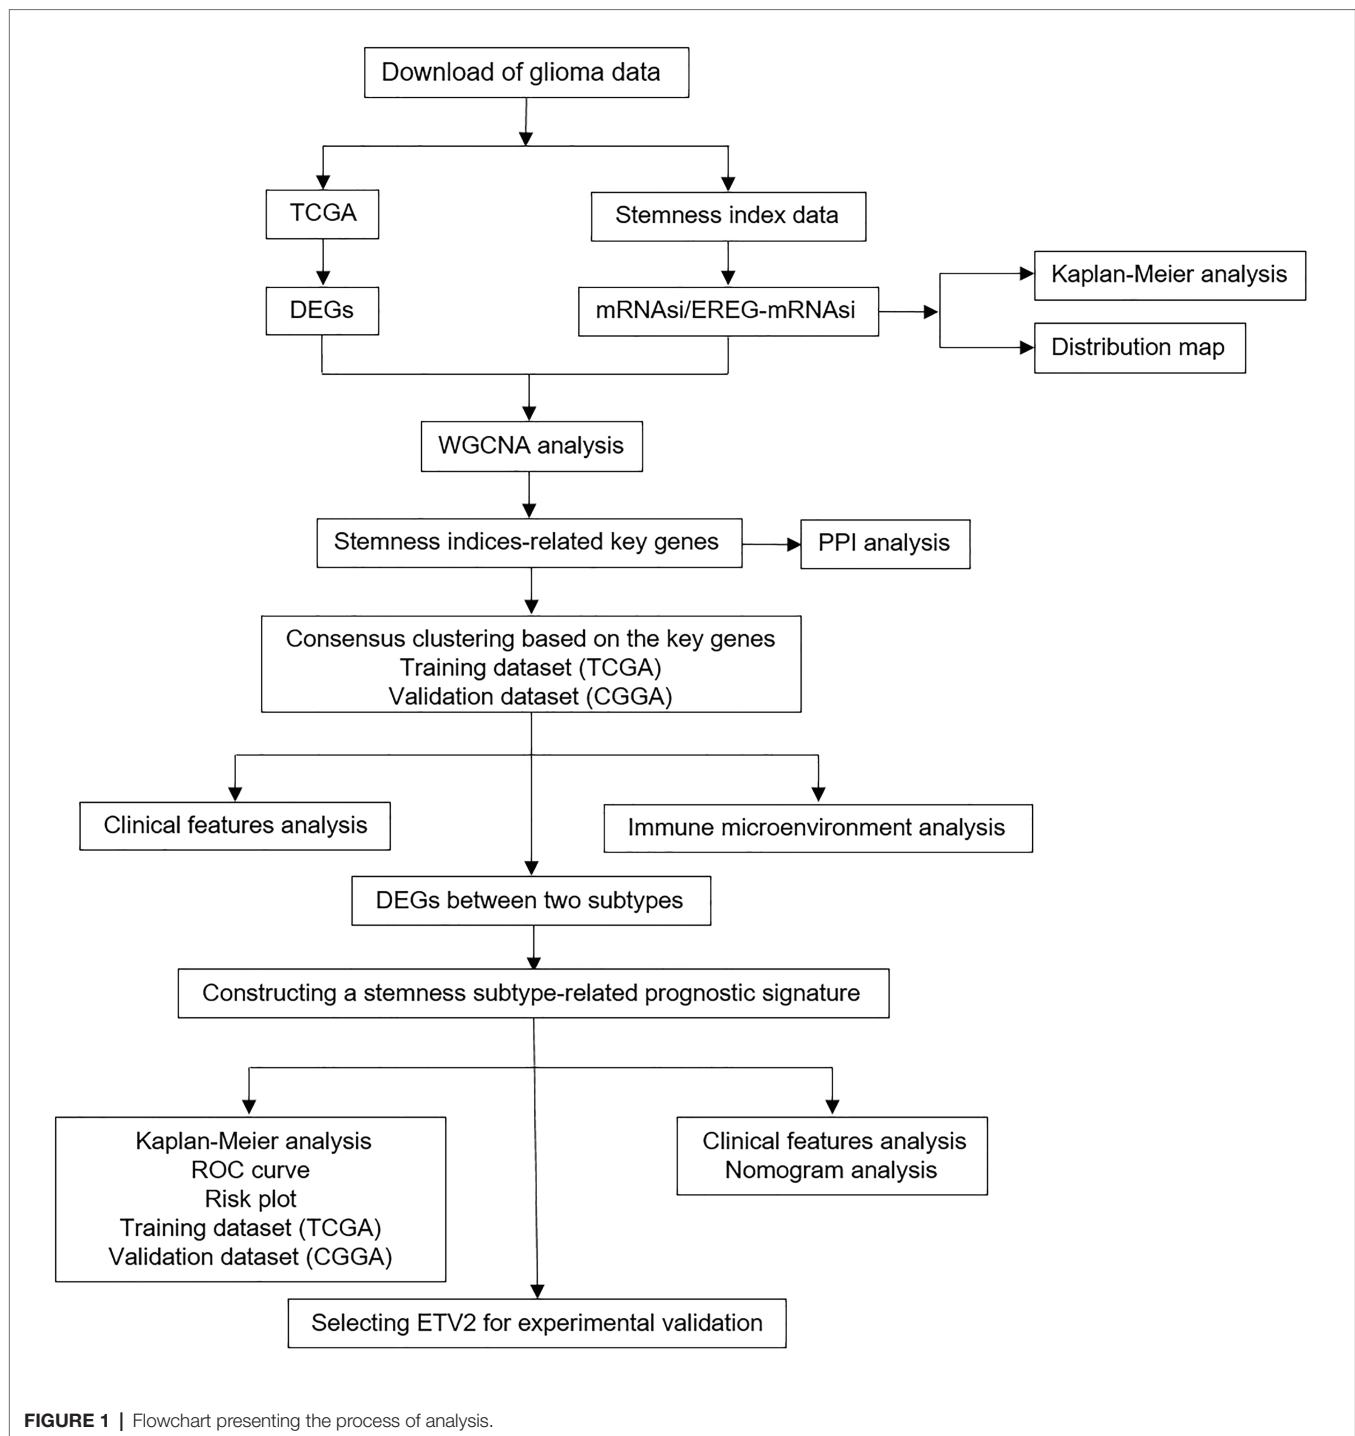 Download of glioma data
TCGA
Stemness index data
DEGs
mRNAsi/EREG-mRNAsi
Kaplan-Meier analysis
Distribution map
WGCNA analysis
Stemness indices-related key genes
PPI analysis
Consensus clustering based on the key genes
Training dataset (TCGA)
Validation dataset (CGGA)
Clinical features analysis
Immune microenvironment analysis
DEGs between two subtypes
Constructing a stemness subtype-related prognostic signature
Kaplan-Meier analysis
ROC curve
Risk plot
Training dataset (TCGA)
Validation dataset (CGGA)
Clinical features analysis
Nomogram analysis
Selecting ETV2 for experimental validation
FIGURE 1 | Flowchart presenting the process of analysis.